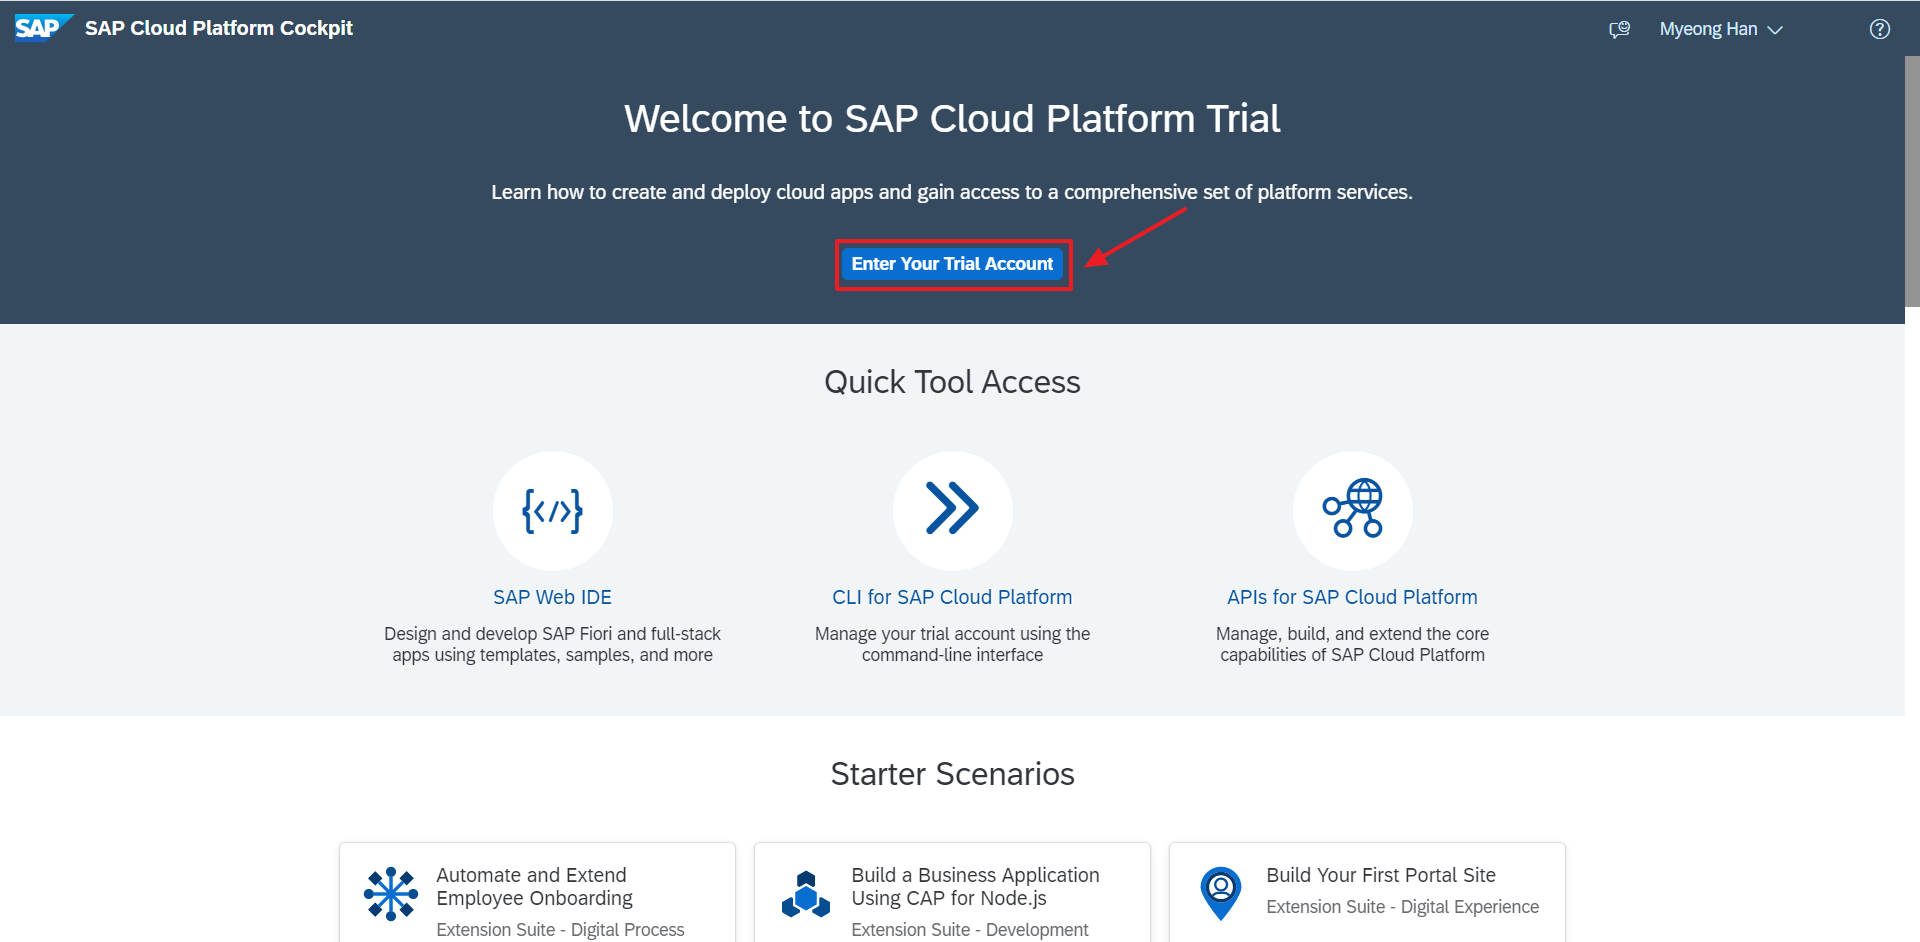 SAP SAP Cloud Platform Cockpit
Myeong Han
Welcome to SAP Cloud Platform Trial
Learn how to create and deploy cloud apps and gain access to a comprehensive set of platform services.
Enter Your Trial Account
Quick Tool Access
SAP Web IDE
Design and develop SAP Fiori and full-stack
apps using templates, samples, and more
CLI for SAP Cloud Platform
Manage your trial account using the
command-line interface
APIs for SAP Cloud Platform
Manage, build, and extend the core
capabilities of SAP Cloud Platform
Starter Scenarios
Automate and Extend
Employee Onboarding
Extension Suite - Digital Process
Build a Business Application
Using CAP for Node.js
Extension Suite - Development
Build Your First Portal Site
Extension Suite - Digital Experience